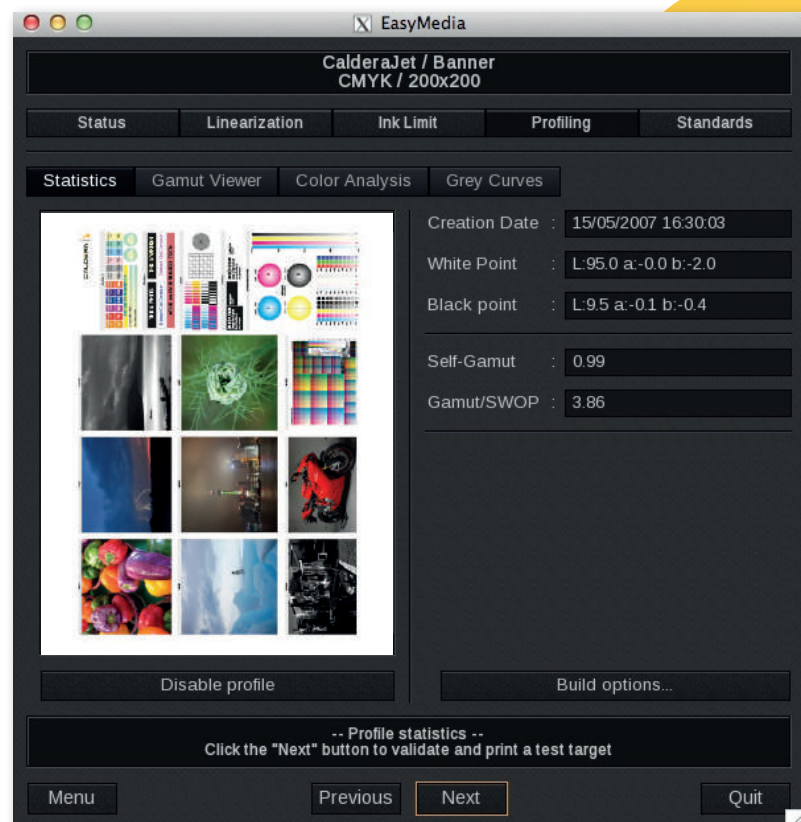 EasyMedia
CalderaJet / Banner
CMYK / 200x200
Status Linearization Ink Limit Profiling Standards
Statistics Gamut Viewer Color Analysis Grey Curves
Creation Date : 15/05/2007 16:30:03
White Point : L:95.0 a:-0.0 b:-2.0
Black point : L:9.5 a:-0.1 b:-0.4
Self-Gamut : 0.99
Gamut/SWOP : 3.86
Disable profile
Build options...
-- Profile statistics --
Click the "Next" button to validate and print a test target
Menu Previous Next Quit